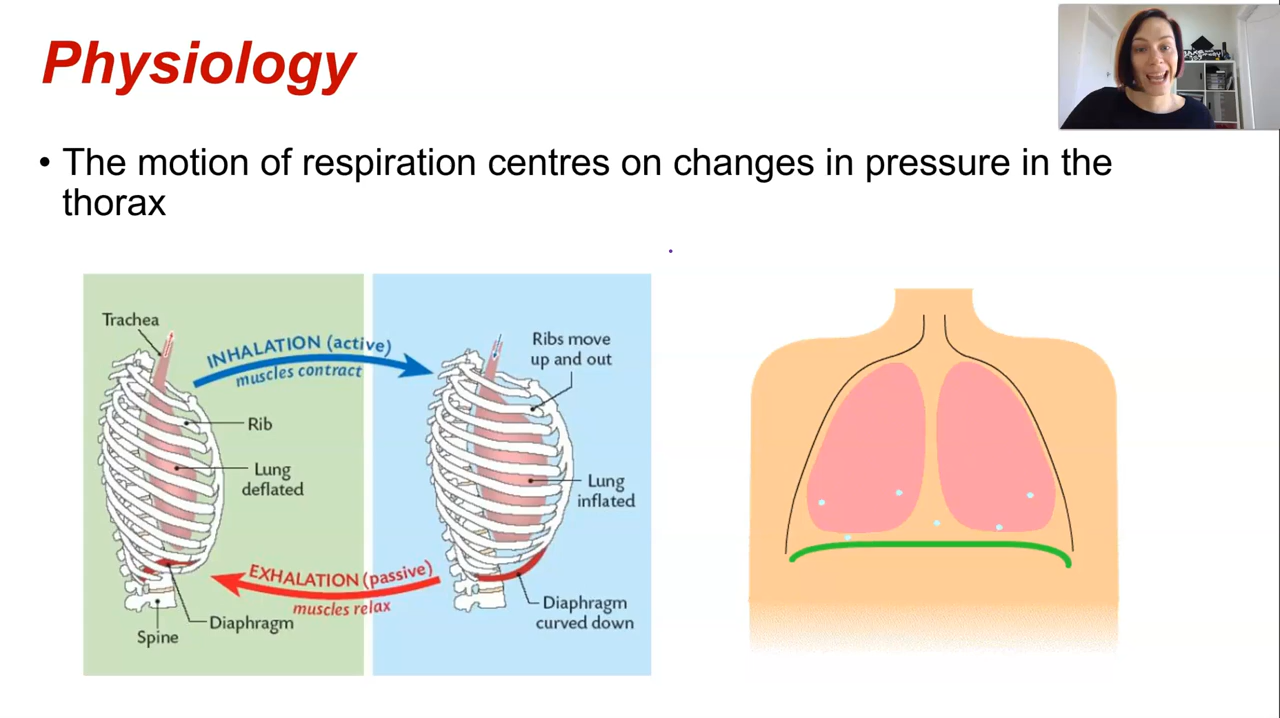 Physiology
• The motion of respiration centres on changes in pressure in the
thorax
Trachea
INHALATION (active)
muscles contract
Ribs move
up and out
Rib
Lung
deflated
Lung
inflated
EXHALATION (passive)
muscles relax
Diaphragm
Spine
Diaphragm
curved down